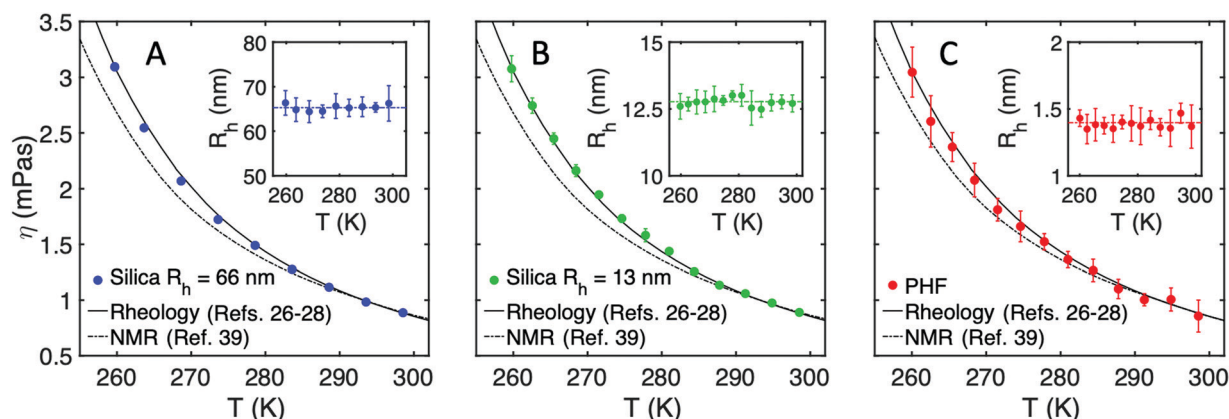 A
3.5
3
2.5
2
1.5
1
0.5
η (mPas)
260 270 280 290 300
T (K)
80
70
60
50
R_h (nm)
260 280 300
T (K)
Silica R_h = 66 nm
Rheology (Refs. 26-28)
NMR (Ref. 39)
B
260 270 280 290 300
T (K)
15
12.5
10
R_h (nm)
260 280 300
T (K)
Silica R_h = 13 nm
Rheology (Refs. 26-28)
NMR (Ref. 39)
C
260 270 280 290 300
T (K)
2
1.5
1
R_h (nm)
260 280 300
T (K)
PHF
Rheology (Refs. 26-28)
NMR (Ref. 39)